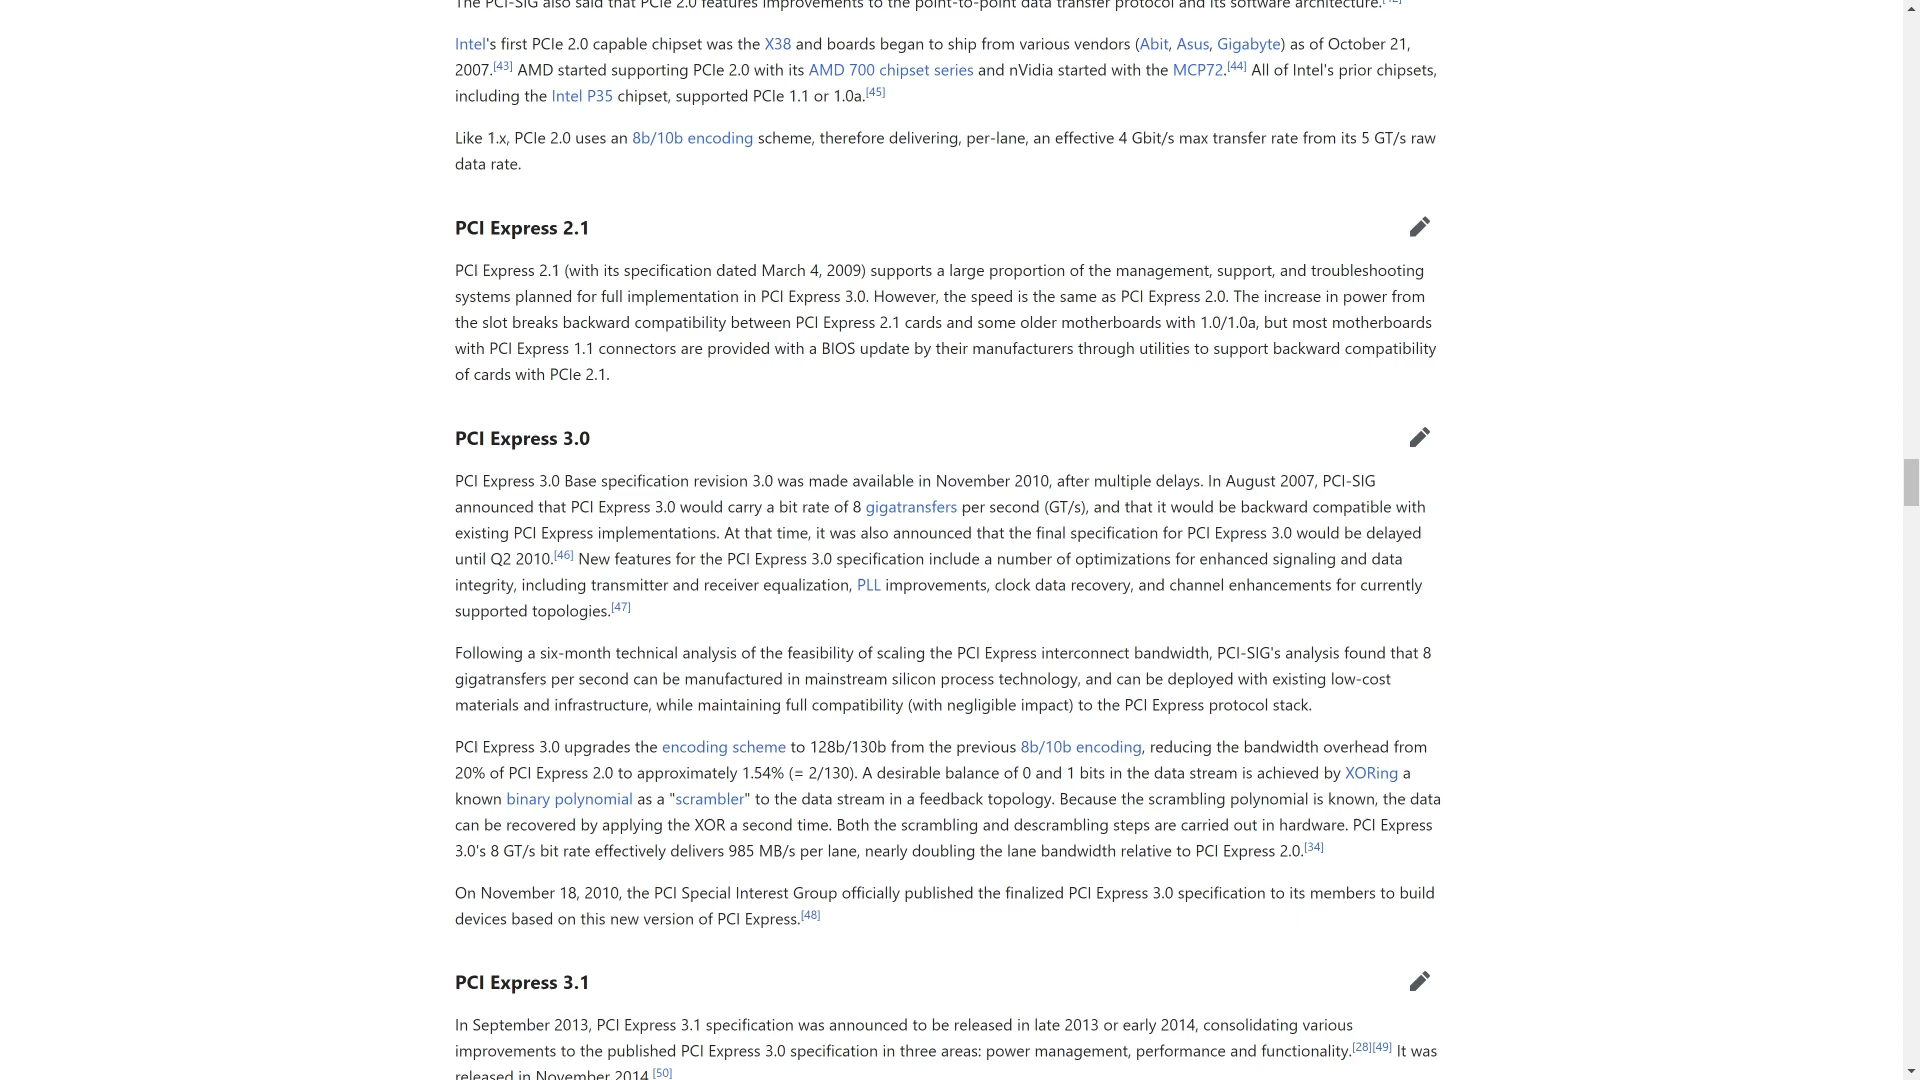 The PCI-SIG also said that PCIe 2.0 features improvements to the point-to-point data transfer protocol and its software architecture.[42]
Intel's first PCIe 2.0 capable chipset was the X38 and boards began to ship from various vendors (Abit, Asus, Gigabyte) as of October 21,
2007.[43] AMD started supporting PCIe 2.0 with its AMD 700 chipset series and nVidia started with the MCP72.[44] All of Intel's prior chipsets,
including the Intel P35 chipset, supported PCIe 1.1 or 1.0a.[45]
Like 1.x, PCIe 2.0 uses an 8b/10b encoding scheme, therefore delivering, per-lane, an effective 4 Gbit/s max transfer rate from its 5 GT/s raw
data rate.
PCI Express 2.1
PCI Express 2.1 (with its specification dated March 4, 2009) supports a large proportion of the management, support, and troubleshooting
systems planned for full implementation in PCI Express 3.0. However, the speed is the same as PCI Express 2.0. The increase in power from
the slot breaks backward compatibility between PCI Express 2.1 cards and some older motherboards with 1.0/1.0a, but most motherboards
with PCI Express 1.1 connectors are provided with a BIOS update by their manufacturers through utilities to support backward compatibility
of cards with PCIe 2.1.
PCI Express 3.0
PCI Express 3.0 Base specification revision 3.0 was made available in November 2010, after multiple delays. In August 2007, PCI-SIG
announced that PCI Express 3.0 would carry a bit rate of 8 gigatransfers per second (GT/s), and that it would be backward compatible with
existing PCI Express implementations. At that time, it was also announced that the final specification for PCI Express 3.0 would be delayed
until Q2 2010.[46] New features for the PCI Express 3.0 specification include a number of optimizations for enhanced signaling and data
integrity, including transmitter and receiver equalization, PLL improvements, clock data recovery, and channel enhancements for currently
supported topologies.[47]
Following a six-month technical analysis of the feasibility of scaling the PCI Express interconnect bandwidth, PCI-SIG's analysis found that 8
gigatransfers per second can be manufactured in mainstream silicon process technology, and can be deployed with existing low-cost
materials and infrastructure, while maintaining full compatibility (with negligible impact) to the PCI Express protocol stack.
PCI Express 3.0 upgrades the encoding scheme to 128b/130b from the previous 8b/10b encoding, reducing the bandwidth overhead from
20% of PCI Express 2.0 to approximately 1.54% (= 2/130). A desirable balance of 0 and 1 bits in the data stream is achieved by XORing a
known binary polynomial as a "scrambler" to the data stream in a feedback topology. Because the scrambling polynomial is known, the data
can be recovered by applying the XOR a second time. Both the scrambling and descrambling steps are carried out in hardware. PCI Express
3.0's 8 GT/s bit rate effectively delivers 985 MB/s per lane, nearly doubling the lane bandwidth relative to PCI Express 2.0.[34]
On November 18, 2010, the PCI Special Interest Group officially published the finalized PCI Express 3.0 specification to its members to build
devices based on this new version of PCI Express.[48]
PCI Express 3.1
In September 2013, PCI Express 3.1 specification was announced to be released in late 2013 or early 2014, consolidating various
improvements to the published PCI Express 3.0 specification in three areas: power management, performance and functionality.[28][49] It was
released in November 2014.[50]